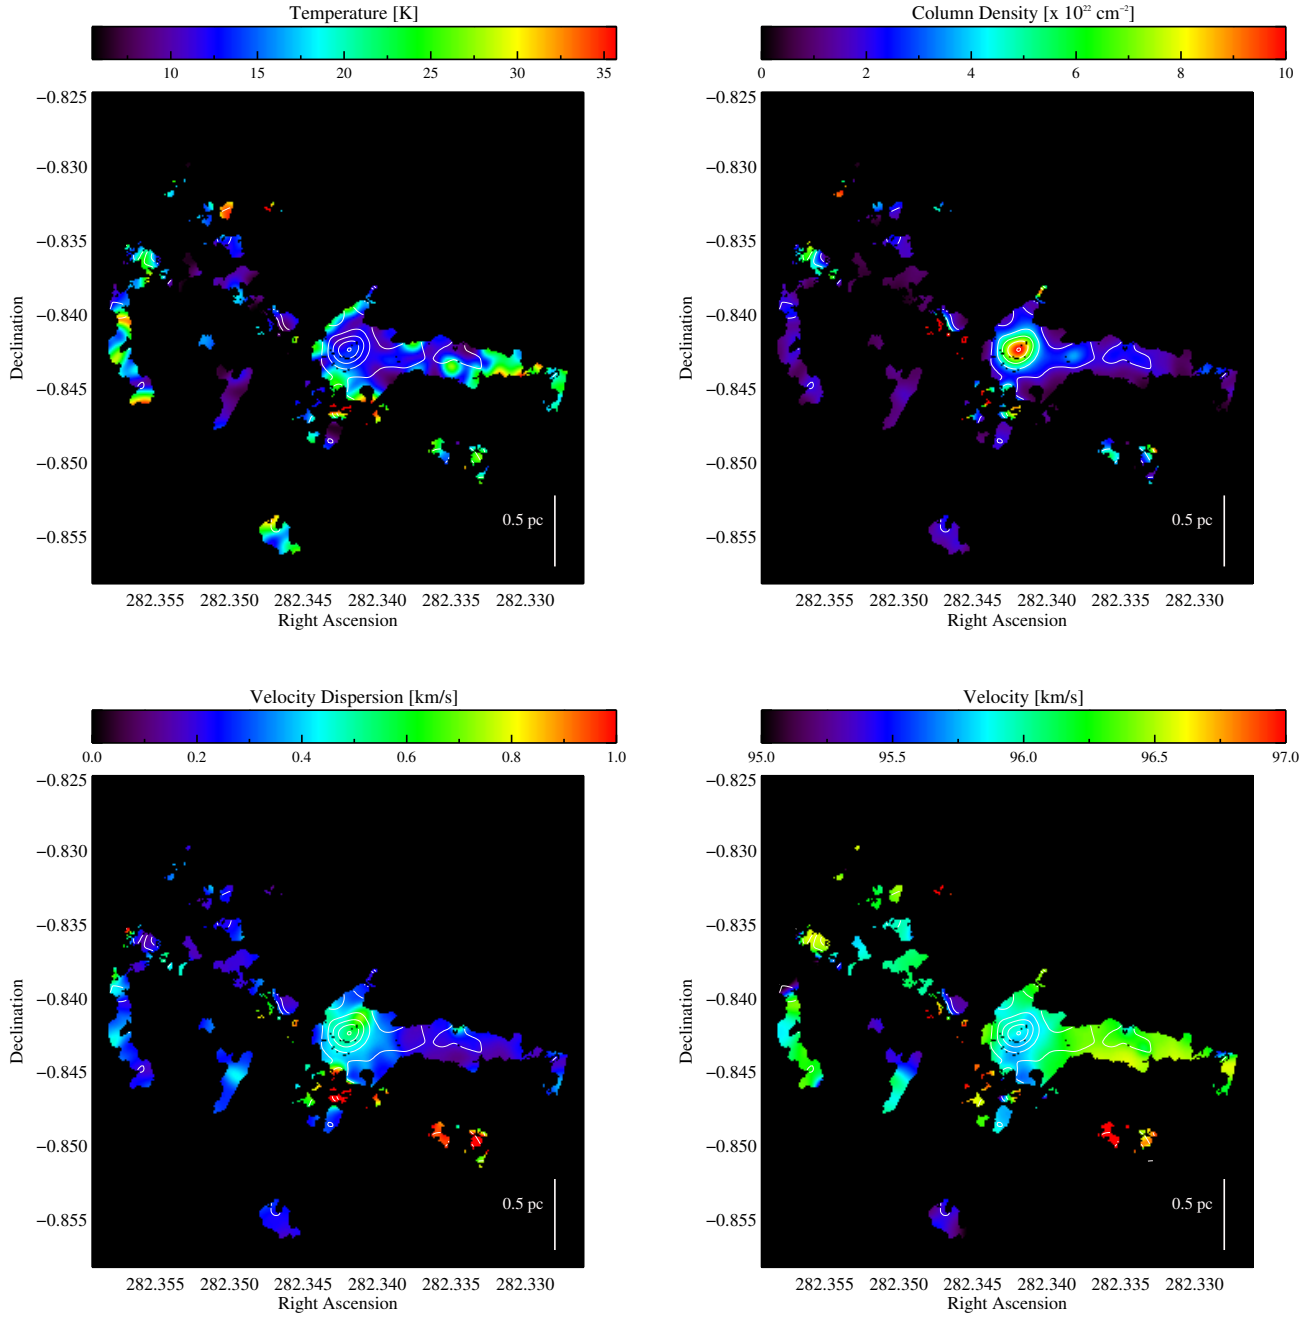 Temperature [K]
10 15 20 25 30 35
Declination
−0.825
−0.830
−0.835
−0.840
−0.845
−0.850
−0.855
0.5 pc
282.355 282.350 282.345 282.340 282.335 282.330
Right Ascension
Column Density [x 10²² cm⁻²]
0 2 4 6 8 10
Declination
−0.825
−0.830
−0.835
−0.840
−0.845
−0.850
−0.855
0.5 pc
282.355 282.350 282.345 282.340 282.335 282.330
Right Ascension
Velocity Dispersion [km/s]
0.0 0.2 0.4 0.6 0.8 1.0
Declination
−0.825
−0.830
−0.835
−0.840
−0.845
−0.850
−0.855
0.5 pc
282.355 282.350 282.345 282.340 282.335 282.330
Right Ascension
Velocity [km/s]
95.0 95.5 96.0 96.5 97.0
Declination
−0.825
−0.830
−0.835
−0.840
−0.845
−0.850
−0.855
0.5 pc
282.355 282.350 282.345 282.340 282.335 282.330
Right Ascension